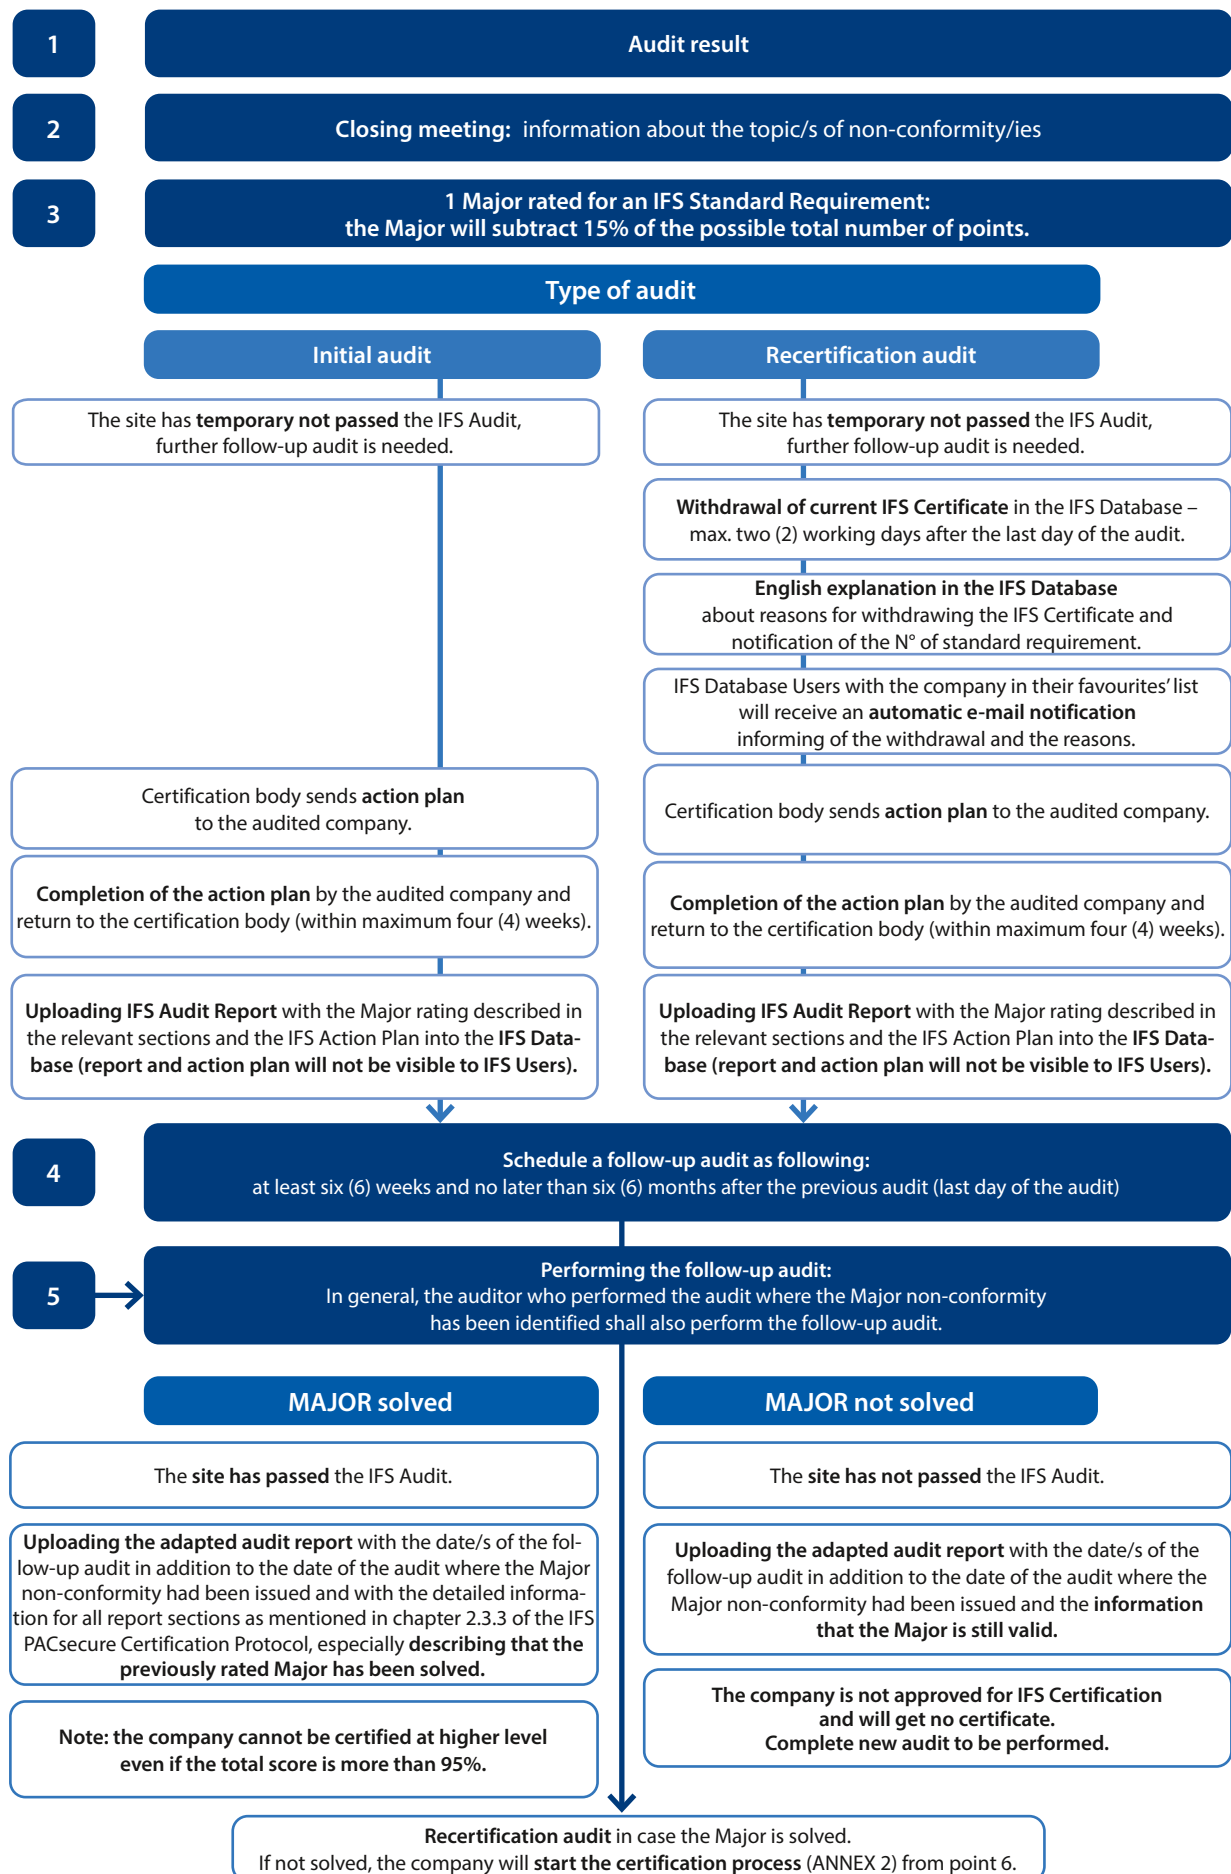 1
Audit result
2
Closing meeting: information about the topic/s of non-conformity/ies
3
1 Major rated for an IFS Standard Requirement:
the Major will subtract 15% of the possible total number of points.
Type of audit
Initial audit
The site has temporary not passed the IFS Audit,
further follow-up audit is needed.
Certification body sends action plan
to the audited company.
Completion of the action plan by the audited company and
return to the certification body (within maximum four (4) weeks).
Uploading IFS Audit Report with the Major rating described in
the relevant sections and the IFS Action Plan into the IFS Data-
base (report and action plan will not be visible to IFS Users).
Recertification audit
The site has temporary not passed the IFS Audit,
further follow-up audit is needed.
Withdrawal of current IFS Certificate in the IFS Database –
max. two (2) working days after the last day of the audit.
English explanation in the IFS Database
about reasons for withdrawing the IFS Certificate and
notification of the N° of standard requirement.
IFS Database Users with the company in their favourites’ list
will receive an automatic e-mail notification
informing of the withdrawal and the reasons.
Certification body sends action plan to the audited company.
Completion of the action plan by the audited company and
return to the certification body (within maximum four (4) weeks).
Uploading IFS Audit Report with the Major rating described in
the relevant sections and the IFS Action Plan into the IFS Data-
base (report and action plan will not be visible to IFS Users).
4
Schedule a follow-up audit as following:
at least six (6) weeks and no later than six (6) months after the previous audit (last day of the audit)
5
Performing the follow-up audit:
In general, the auditor who performed the audit where the Major non-conformity
has been identified shall also perform the follow-up audit.
MAJOR solved
The site has passed the IFS Audit.
Uploading the adapted audit report with the date/s of the fol-
low-up audit in addition to the date of the audit where the Major
non-conformity had been issued and with the detailed informa-
tion for all report sections as mentioned in chapter 2.3.3 of the IFS
PACsecure Certification Protocol, especially describing that the
previously rated Major has been solved.
Note: the company cannot be certified at higher level
even if the total score is more than 95%.
MAJOR not solved
The site has not passed the IFS Audit.
Uploading the adapted audit report with the date/s of the
follow-up audit in addition to the date of the audit where the
Major non-conformity had been issued and the information
that the Major is still valid.
The company is not approved for IFS Certification
and will get no certificate.
Complete new audit to be performed.
Recertification audit in case the Major is solved.
If not solved, the company will start the certification process (ANNEX 2) from point 6.